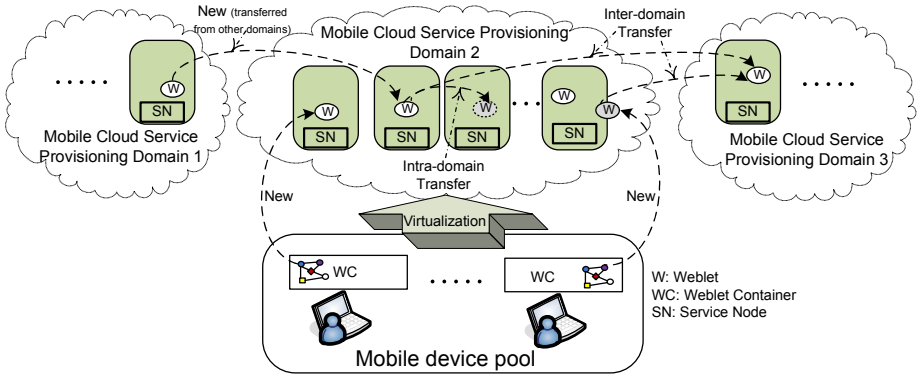 New (transferred
from other domains)
Mobile Cloud Service Provisioning
Domain 2
Inter-domain
Transfer
. . . . .
W
SN
Mobile Cloud Service
Provisioning Domain 1
W
SN
W
SN
W
SN
. . .
W
W
SN
W
SN
. . . . .
Mobile Cloud Service
Provisioning Domain 3
Intra-domain
Transfer
New
New
Virtualization
WC
. . . . .
WC
W: Weblet
WC: Weblet Container
SN: Service Node
Mobile device pool